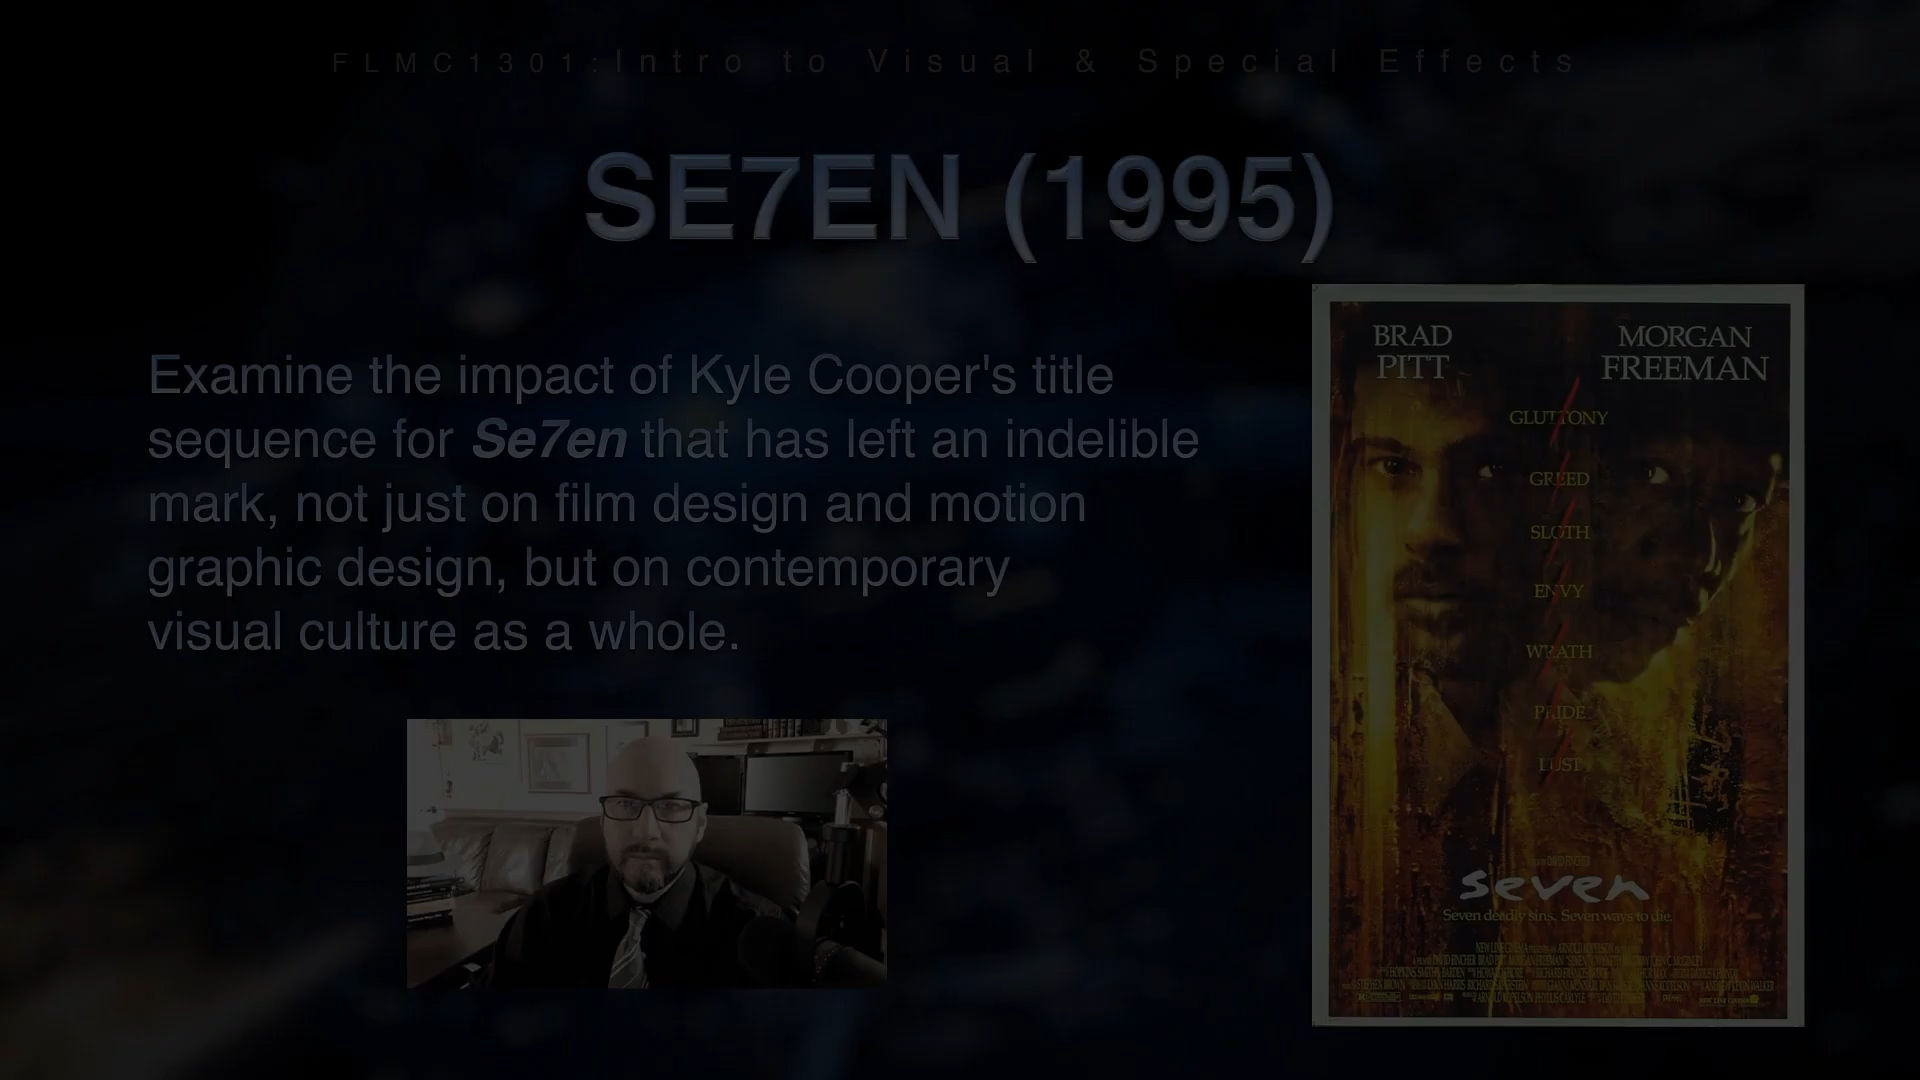 FLMC1301:Intro to Visual & Special Effects
SE7EN (1995)
Examine the impact of Kyle Cooper's title
sequence for Se7en that has left an indelible
mark, not just on film design and motion
graphic design, but on contemporary
visual culture as a whole.
BRAD PITT
MORGAN FREEMAN
GLUTTONY
GREED
SLOTH
ENVY
WRATH
PRIDE
LUST
seven
Seven deadly sins. Seven ways to die.